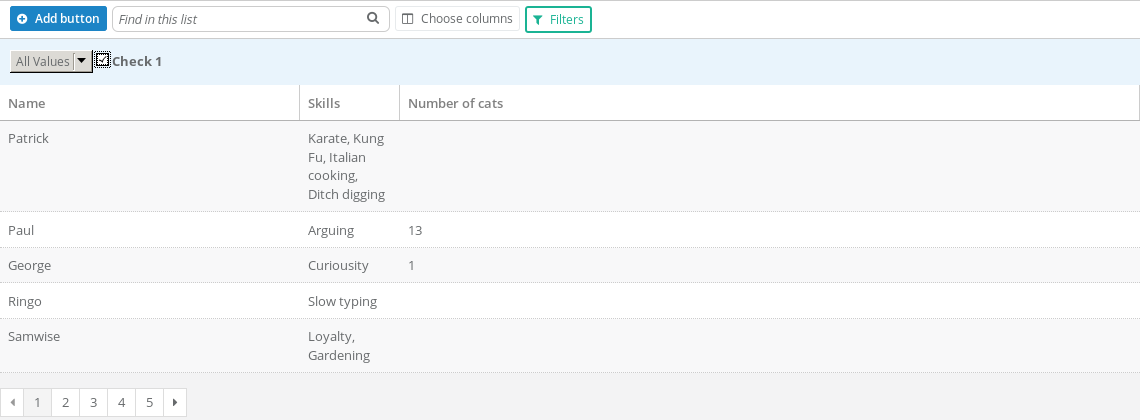 Add button
Find in this list
Choose columns
Filters
All Values
Check 1
Name Skills Number of cats
Patrick Karate, Kung
Fu, Italian
cooking,
Ditch digging
Paul Arguing 13
George Curiousity 1
Ringo Slow typing
Samwise Loyalty,
Gardening
1 2 3 4 5